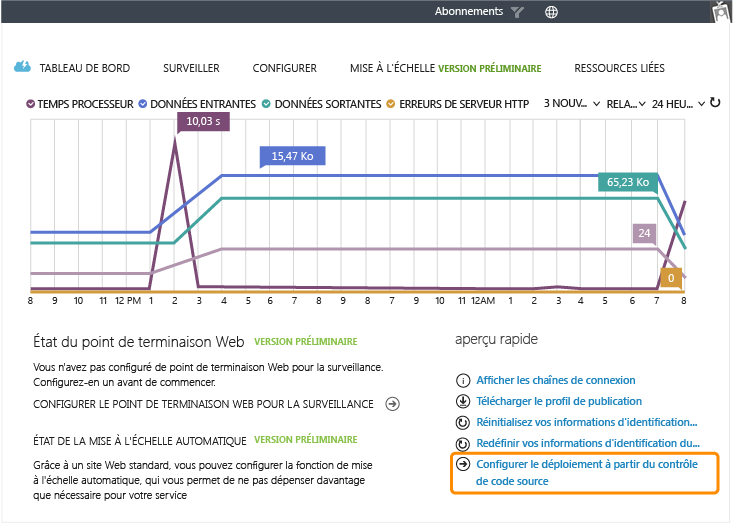 Abonnements
TABLEAU DE BORD SURVEILLER CONFIGURER MISE À L'ÉCHELLE VERSION PRÉLIMINAIRE RESSOURCES LIÉES
TEMPS PROCESSEUR DONNÉES ENTRANTES DONNÉES SORTANTES ERREURS DE SERVEUR HTTP 3 NOUV... RELA... 24 HEU...
10,03 s
15,47 Ko
65,23 Ko
24
0
8 9 10 11 12 PM 1 2 3 4 5 6 7 8 9 7 9 10 11 12AM 1 2 3 4 5 6 7 8
État du point de terminaison Web VERSION PRÉLIMINAIRE
Vous n'avez pas configuré de point de terminaison Web pour la surveillance.
Configurez-en un avant de commencer.
CONFIGURER LE POINT DE TERMINAISON WEB POUR LA SURVEILLANCE
ÉTAT DE LA MISE À L'ÉCHELLE AUTOMATIQUE VERSION PRÉLIMINAIRE
Grâce à un site Web standard, vous pouvez configurer la fonction de mise
à l'échelle automatique, qui vous permet de ne pas dépenser davantage
que nécessaire pour votre service
aperçu rapide
Afficher les chaînes de connexion
Télécharger le profil de publication
Réinitialisez vos informations d'identification...
Redéfinir vos informations d'identification du...
Configurer le déploiement à partir du contrôle
de code source